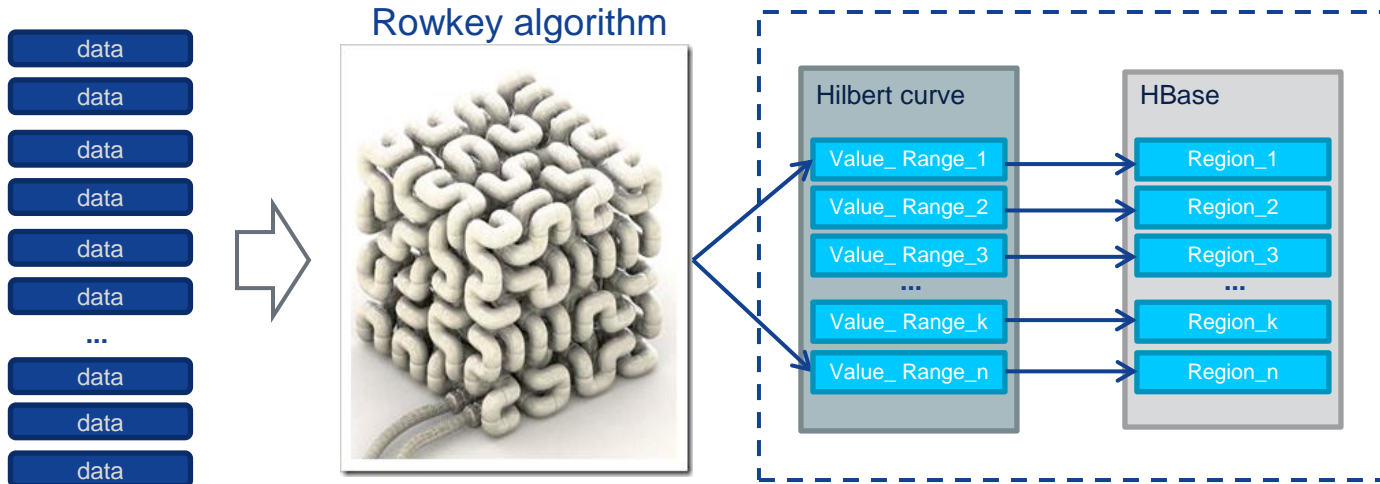 Rowkey algorithm
data
data
data
data
data
data
...
data
data
data
Hilbert curve
Value_ Range_1
Value_ Range_2
Value_ Range_3
...
Value_ Range_k
Value_ Range_n
HBase
Region_1
Region_2
Region_3
...
Region_k
Region_n